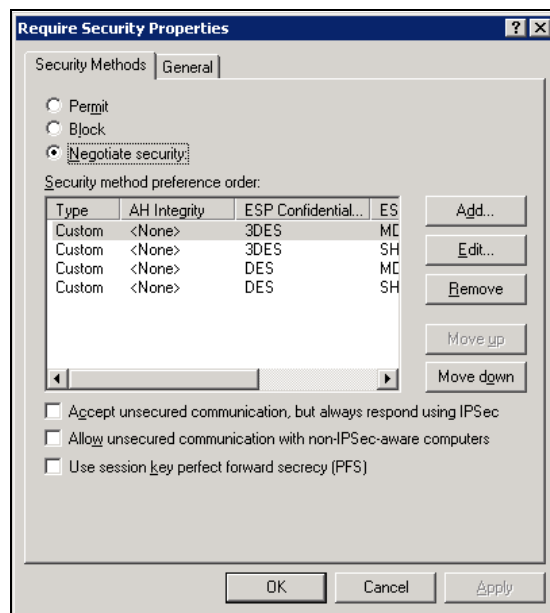 Require Security Properties
Security Methods
General
Permit
Block
Negotiate security:
Security method preference order:
Type AH Integrity ESP Confidential... ES
Custom <None> 3DES MD
Custom <None> 3DES SH
Custom <None> DES MD
Custom <None> DES SH
Add...
Edit...
Remove
Move up
Move down
Accept unsecured communication, but always respond using IPSec
Allow unsecured communication with non-IPSec-aware computers
Use session key perfect forward secrecy (PFS)
OK Cancel Apply